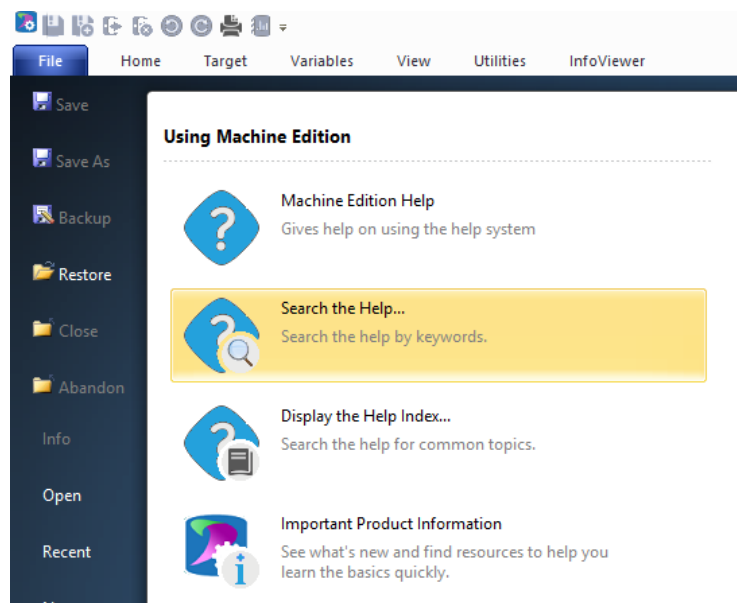 File Home Target Variables View Utilities InfoViewer
Save
Save As
Backup
Restore
Close
Abandon
Info
Open
Recent
Using Machine Edition
Machine Edition Help
Gives help on using the help system
Search the Help...
Search the help by keywords.
Display the Help Index...
Search the help for common topics.
Important Product Information
See what's new and find resources to help you
learn the basics quickly.